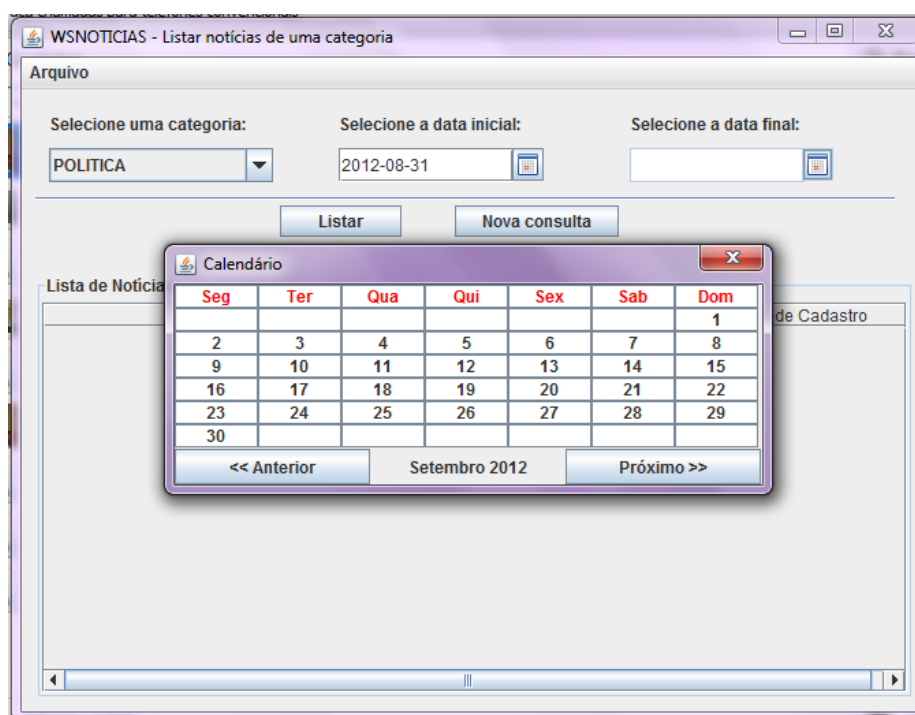 WSNOTICIAS - Listar notícias de uma categoria
Arquivo
Selecione uma categoria: Selecione a data inicial: Selecione a data final:
POLITICA 2012-08-31
Listar Nova consulta
Calendário
Lista de Notícia
Seg Ter Qua Qui Sex Sab Dom
de Cadastro
1
2 3 4 5 6 7 8
9 10 11 12 13 14 15
16 17 18 19 20 21 22
23 24 25 26 27 28 29
30
<< Anterior Setembro 2012 Próximo >>